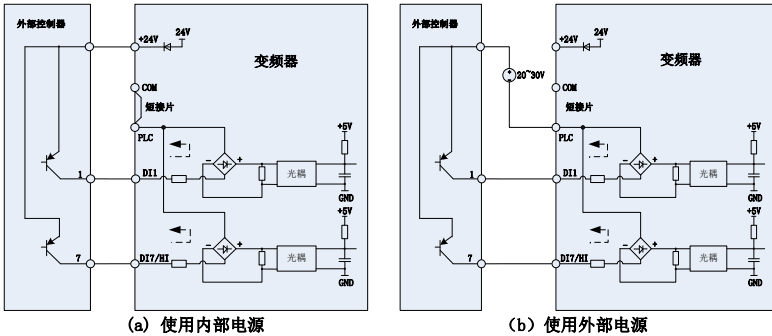 外部控制器
+24V
24V
变频器
COM
短接片
PLC
+5V
1
DI1
- +
光耦
GND
+5V
7
DI7/HI
- +
光耦
GND
(a) 使用内部电源
外部控制器
+24V
24V
变频器
20~30V
COM
短接片
PLC
+5V
1
DI1
- +
光耦
GND
+5V
7
DI7/HI
- +
光耦
GND
(b) 使用外部电源